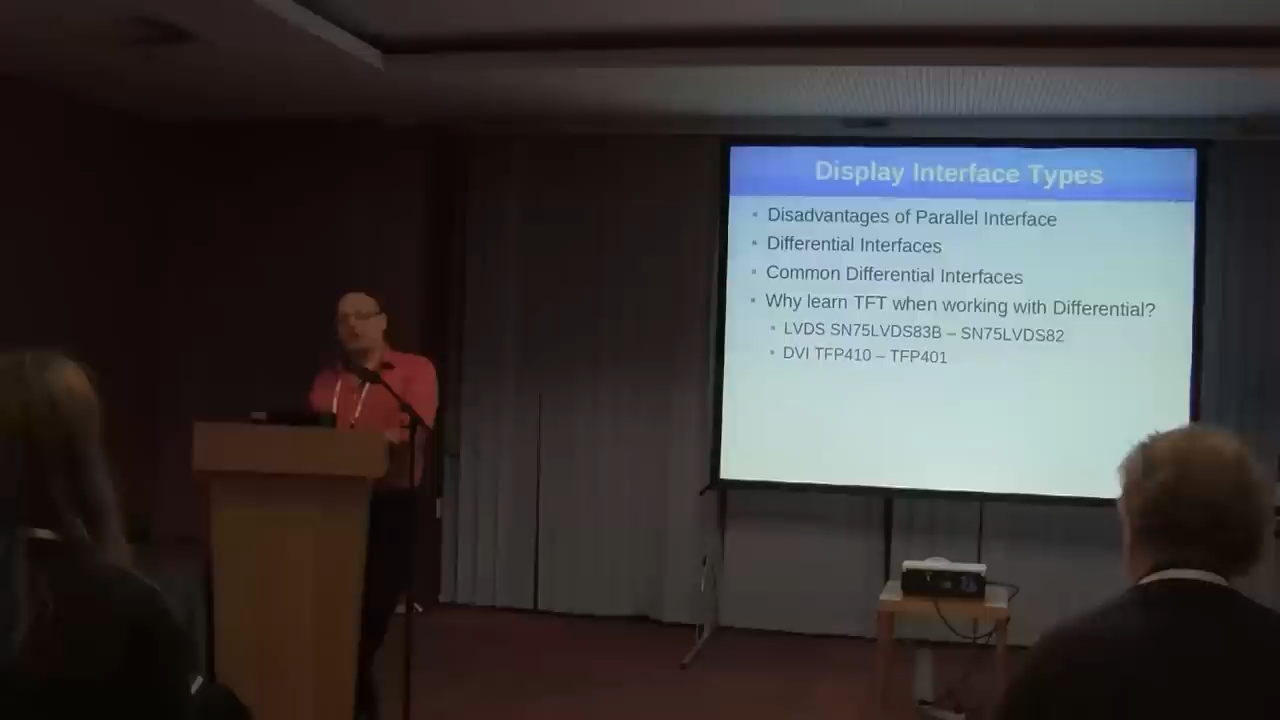 Display Interface Types
• Disadvantages of Parallel Interface
• Differential Interfaces
• Common Differential Interfaces
• Why learn TFT when working with Differential?
• LVDS SN75LVDS83B – SN75LVDS82
• DVI TFP410 – TFP401